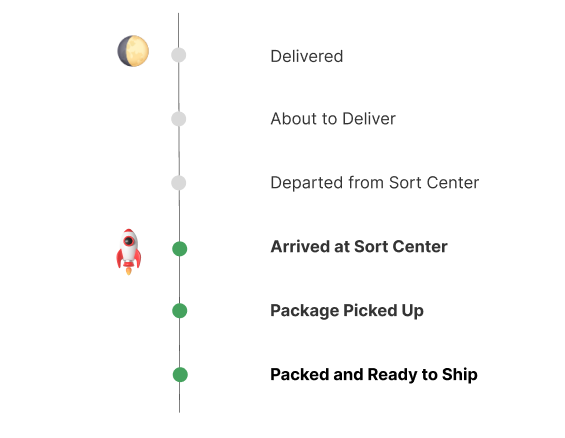 Delivered
About to Deliver
Departed from Sort Center
Arrived at Sort Center
Package Picked Up
Packed and Ready to Ship